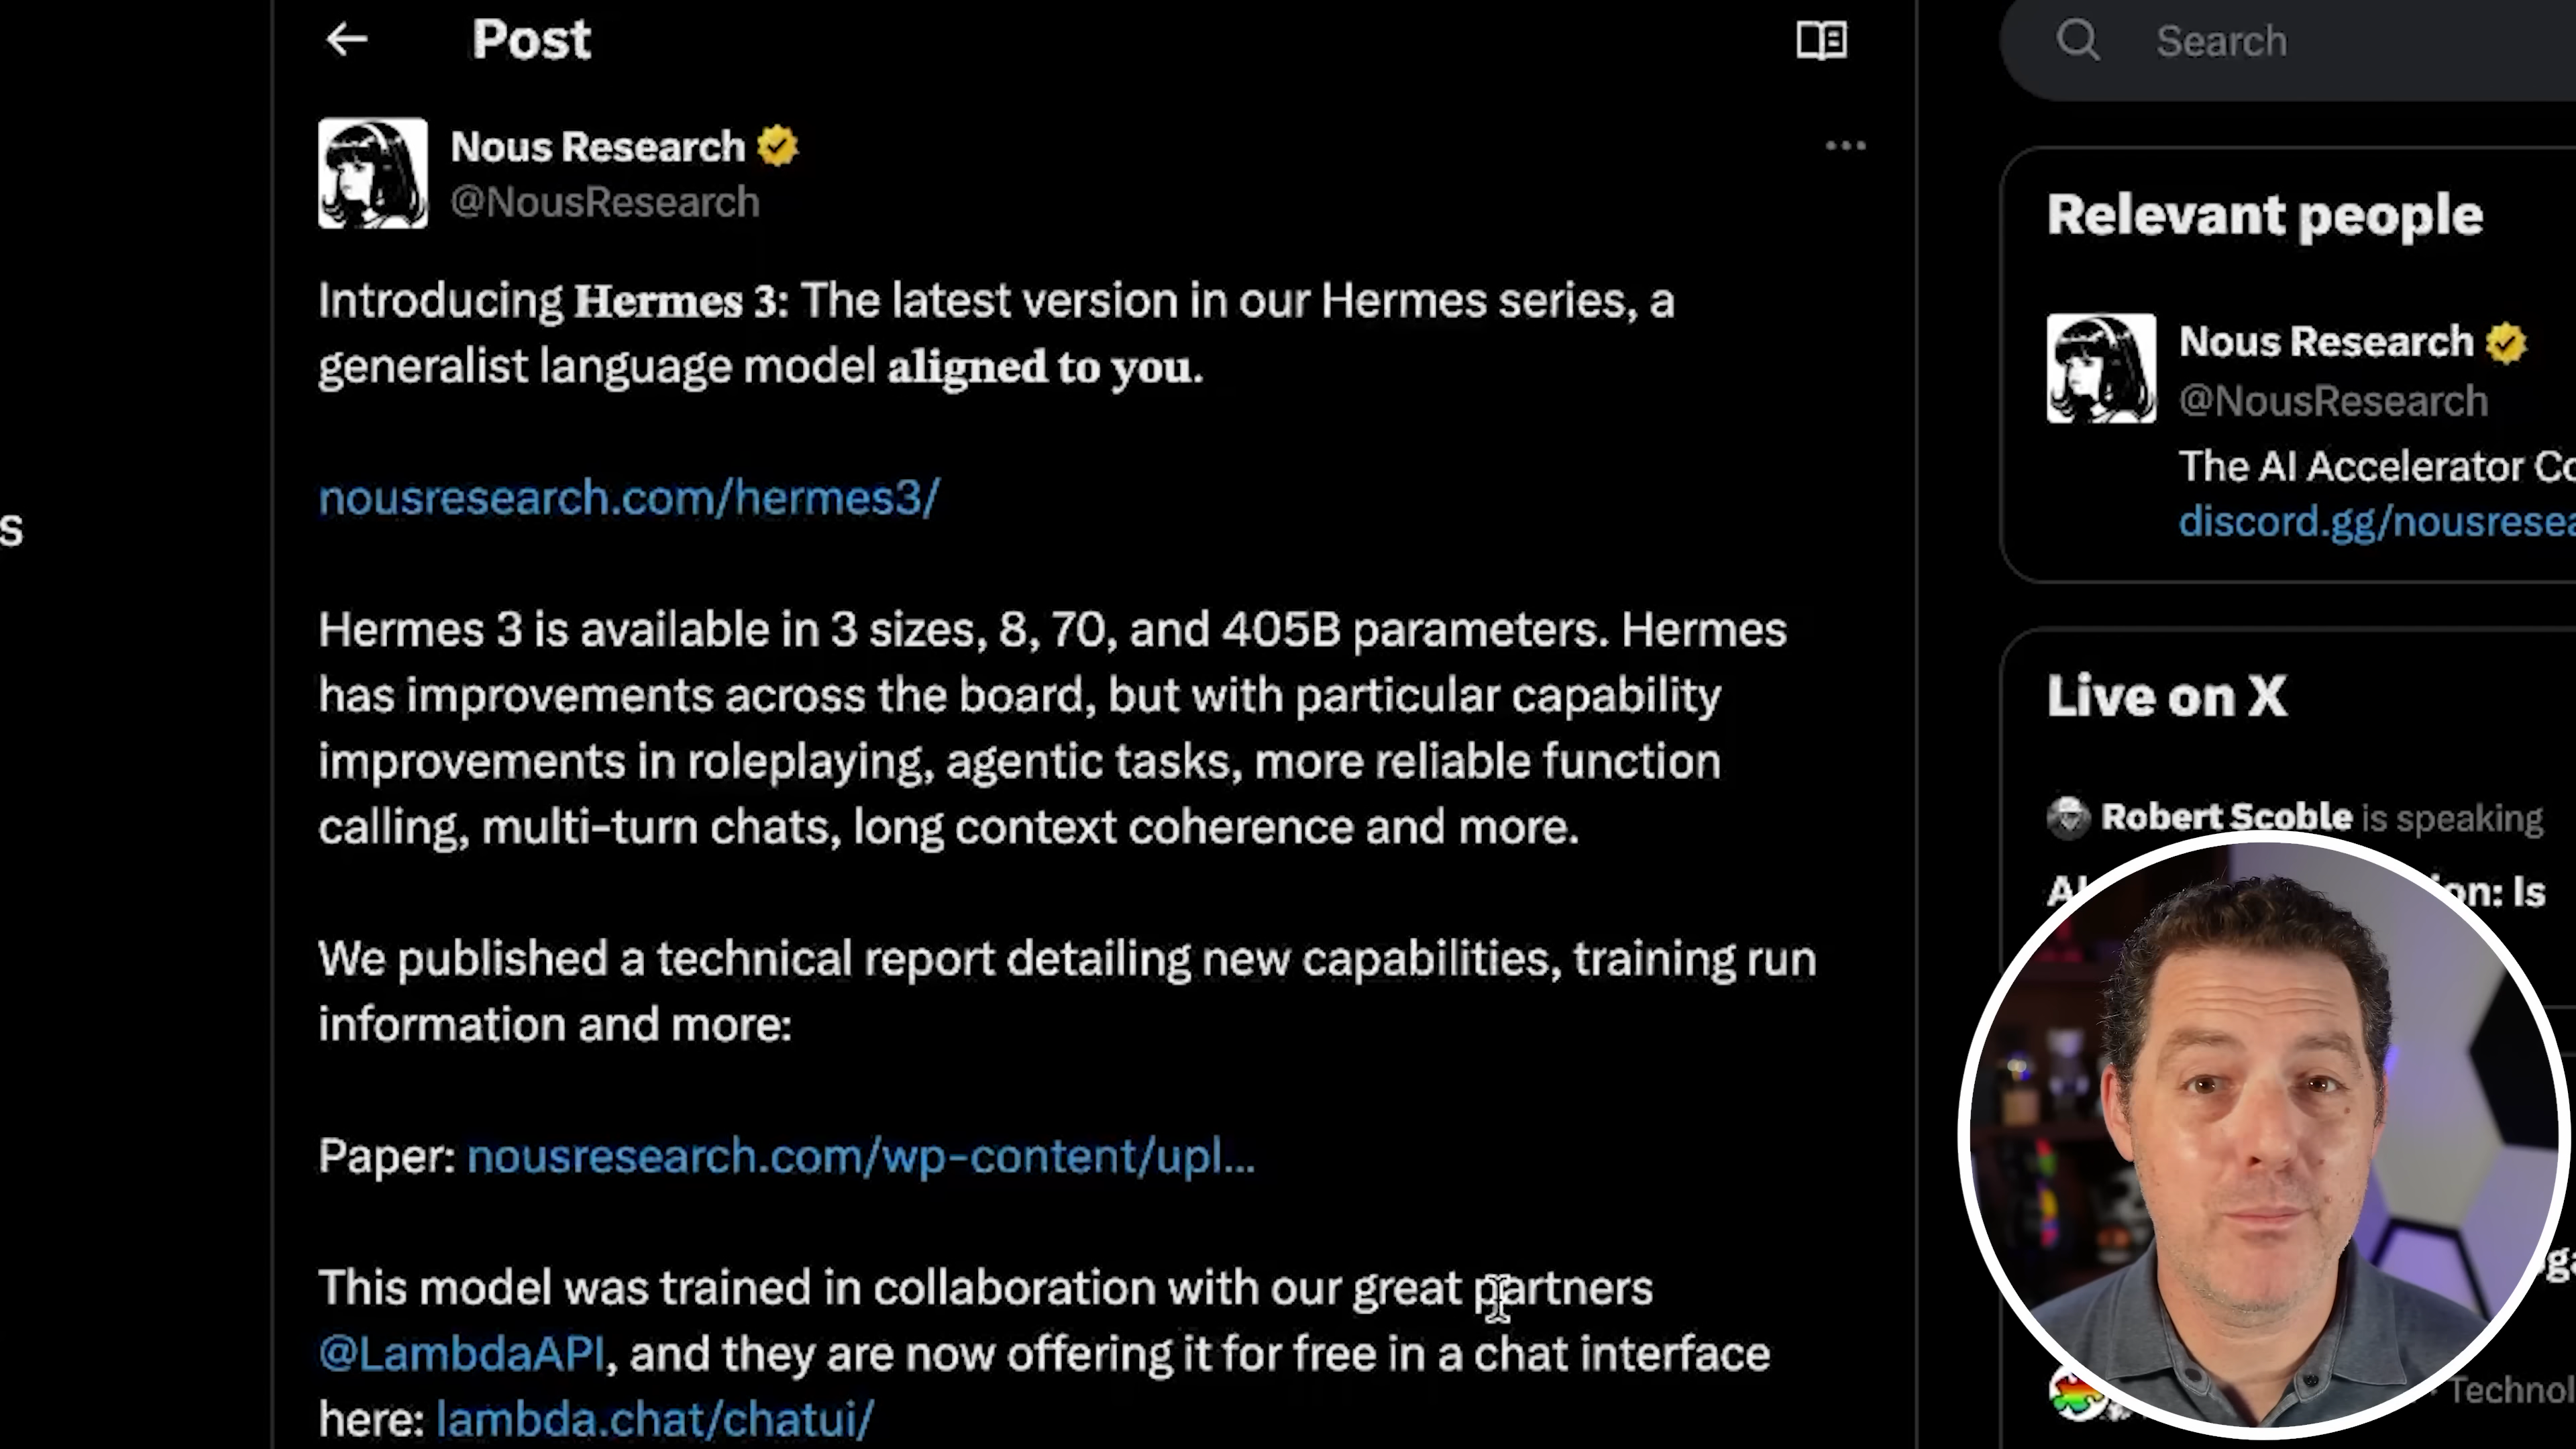 Post
Search
Nous Research
@NousResearch
Introducing Hermes 3: The latest version in our Hermes series, a
generalist language model aligned to you.
nousresearch.com/hermes3/
Hermes 3 is available in 3 sizes, 8, 70, and 405B parameters. Hermes
has improvements across the board, but with particular capability
improvements in roleplaying, agentic tasks, more reliable function
calling, multi-turn chats, long context coherence and more.
We published a technical report detailing new capabilities, training run
information and more:
Paper: nousresearch.com/wp-content/upl...
This model was trained in collaboration with our great partners
@LambdaAPI, and they are now offering it for free in a chat interface
here: lambda.chat/chatui/
s
Relevant people
Nous Research
@NousResearch
The AI Accelerator Co
discord.gg/nousresea
Live on X
Robert Scoble is speaking
on: Is
Technol